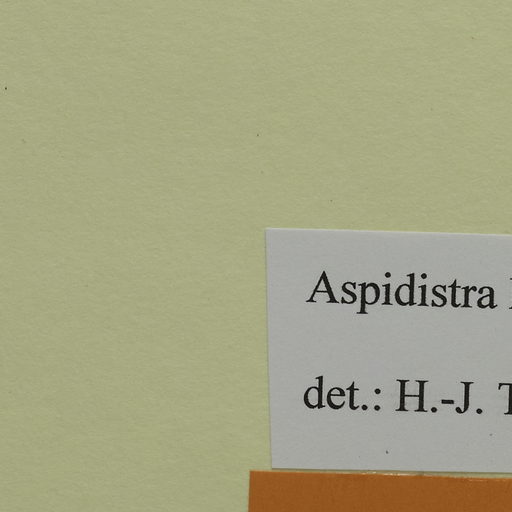 Aspidistra
det.: H.-J. T